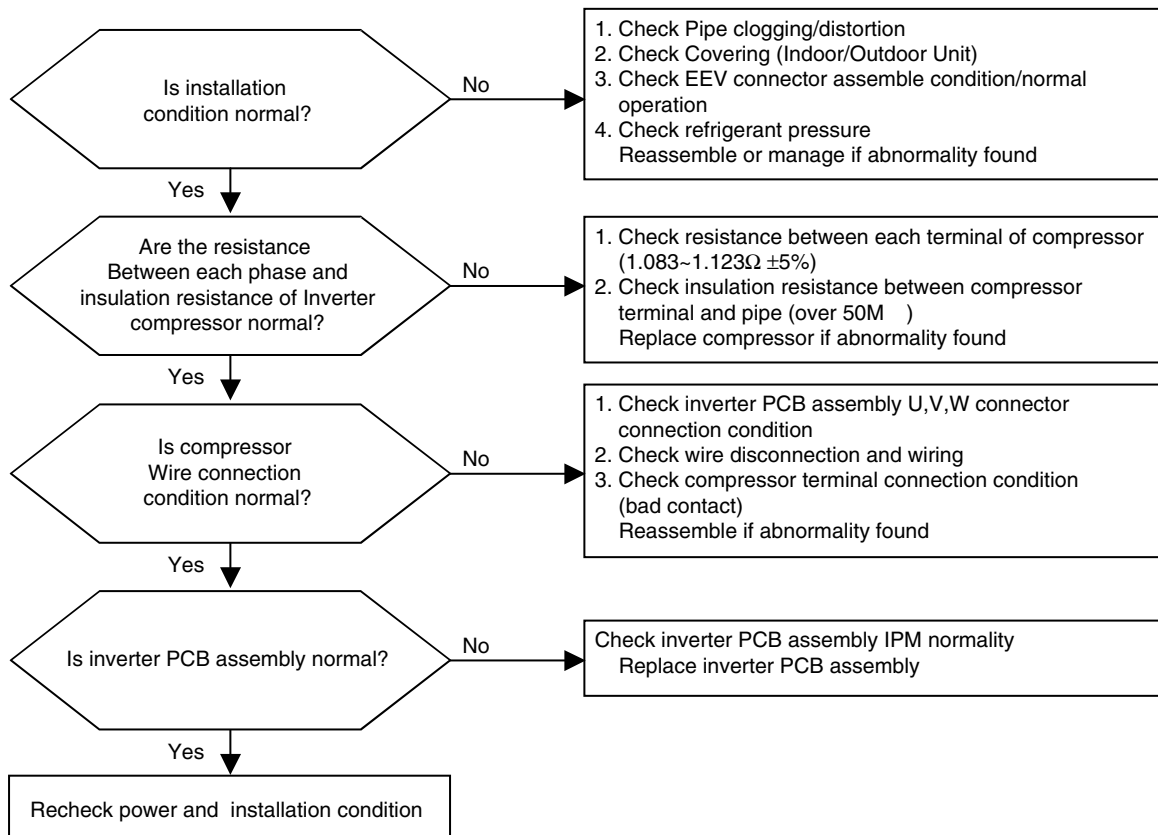 Is installation
condition normal?
No
1. Check Pipe clogging/distortion
2. Check Covering (Indoor/Outdoor Unit)
3. Check EEV connector assemble condition/normal
operation
4. Check refrigerant pressure
Reassemble or manage if abnormality found
Yes
Are the resistance
Between each phase and
insulation resistance of Inverter
compressor normal?
No
1. Check resistance between each terminal of compressor
(1.083~1.123Ω ±5%)
2. Check insulation resistance between compressor
terminal and pipe (over 50M )
Replace compressor if abnormality found
Yes
Is compressor
Wire connection
condition normal?
No
1. Check inverter PCB assembly U,V,W connector
connection condition
2. Check wire disconnection and wiring
3. Check compressor terminal connection condition
(bad contact)
Reassemble if abnormality found
Yes
Is inverter PCB assembly normal?
No
Check inverter PCB assembly IPM normality
Replace inverter PCB assembly
Yes
Recheck power and installation condition